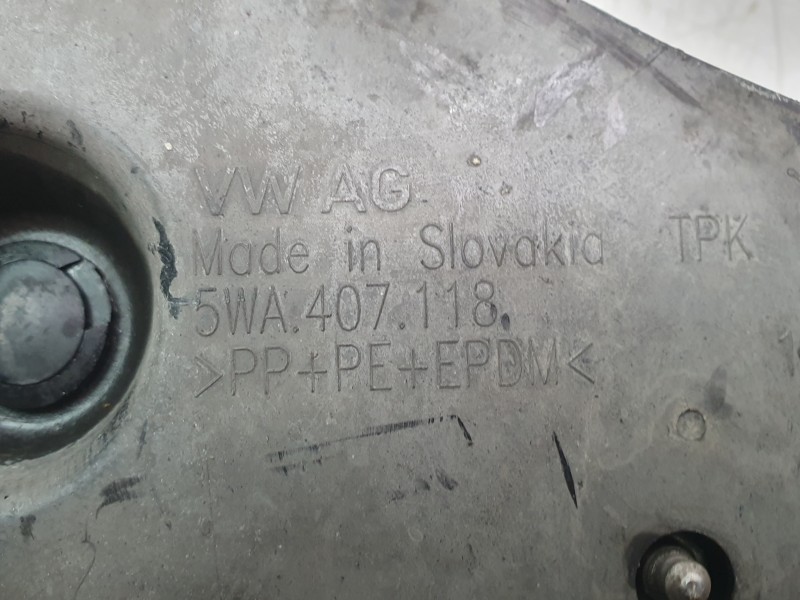 VW AG
Made in Slovakia TPK
5WA.407.118
>PP+PE+EPDM<